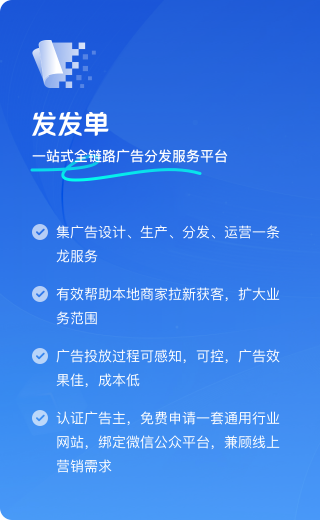 发发单
一站式全链路广告分发服务平台
集广告设计、生产、分发、运营一条
龙服务
有效帮助本地商家拉新获客，扩大业
务范围
广告投放过程可感知，可控，广告效
果佳，成本低
认证广告主，免费申请一套通用行业
网站，绑定微信公众平台，兼顾线上
营销需求